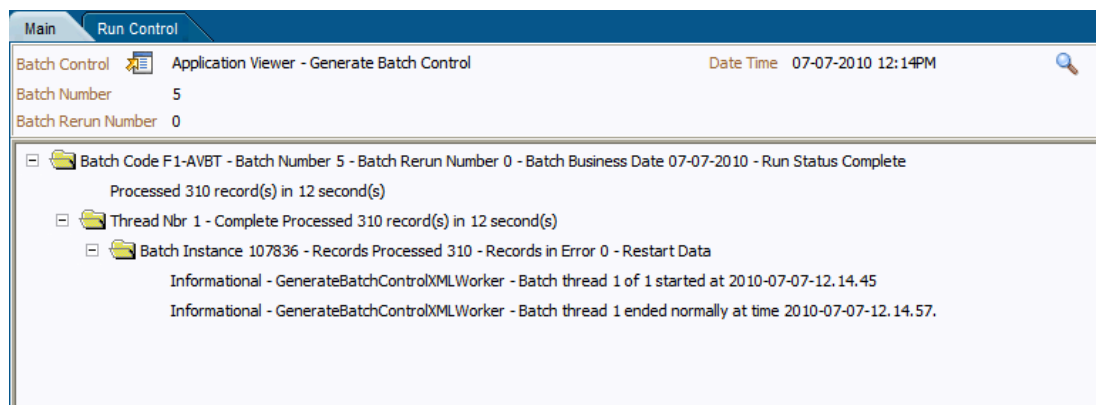 Main Run Control
Batch Control Application Viewer - Generate Batch Control Date Time 07-07-2010 12:14PM
Batch Number 5
Batch Rerun Number 0
Batch Code F1-AVBT - Batch Number 5 - Batch Rerun Number 0 - Batch Business Date 07-07-2010 - Run Status Complete
Processed 310 record(s) in 12 second(s)
Thread Nbr 1 - Complete Processed 310 record(s) in 12 second(s)
Batch Instance 107836 - Records Processed 310 - Records in Error 0 - Restart Data
Informational - GenerateBatchControlXMLWorker - Batch thread 1 of 1 started at 2010-07-07-12.14.45
Informational - GenerateBatchControlXMLWorker - Batch thread 1 ended normally at time 2010-07-07-12.14.57.